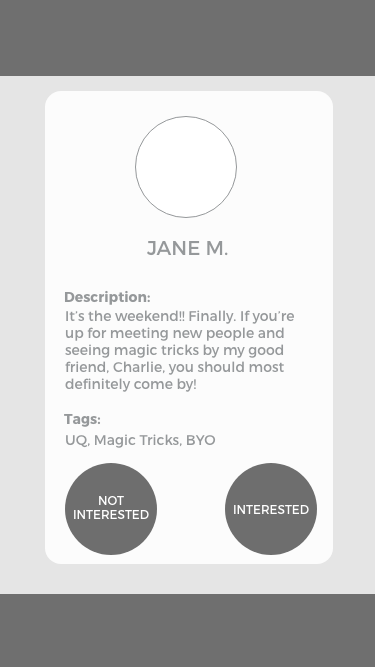 JANE M.
Description:
It's the weekend!! Finally. If you're
up for meeting new people and
seeing magic tricks by my good
friend, Charlie, you should most
definitely come by!
Tags:
UQ, Magic Tricks, BYO
NOT
INTERESTED
INTERESTED